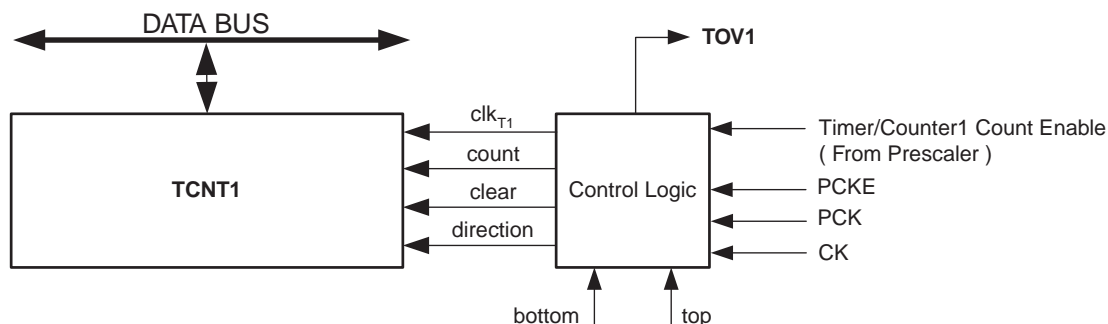 DATA BUS
TOV1
TCNT1
clkT1
count
clear
direction
Control Logic
Timer/Counter1 Count Enable
( From Prescaler )
PCKE
PCK
CK
bottom
top